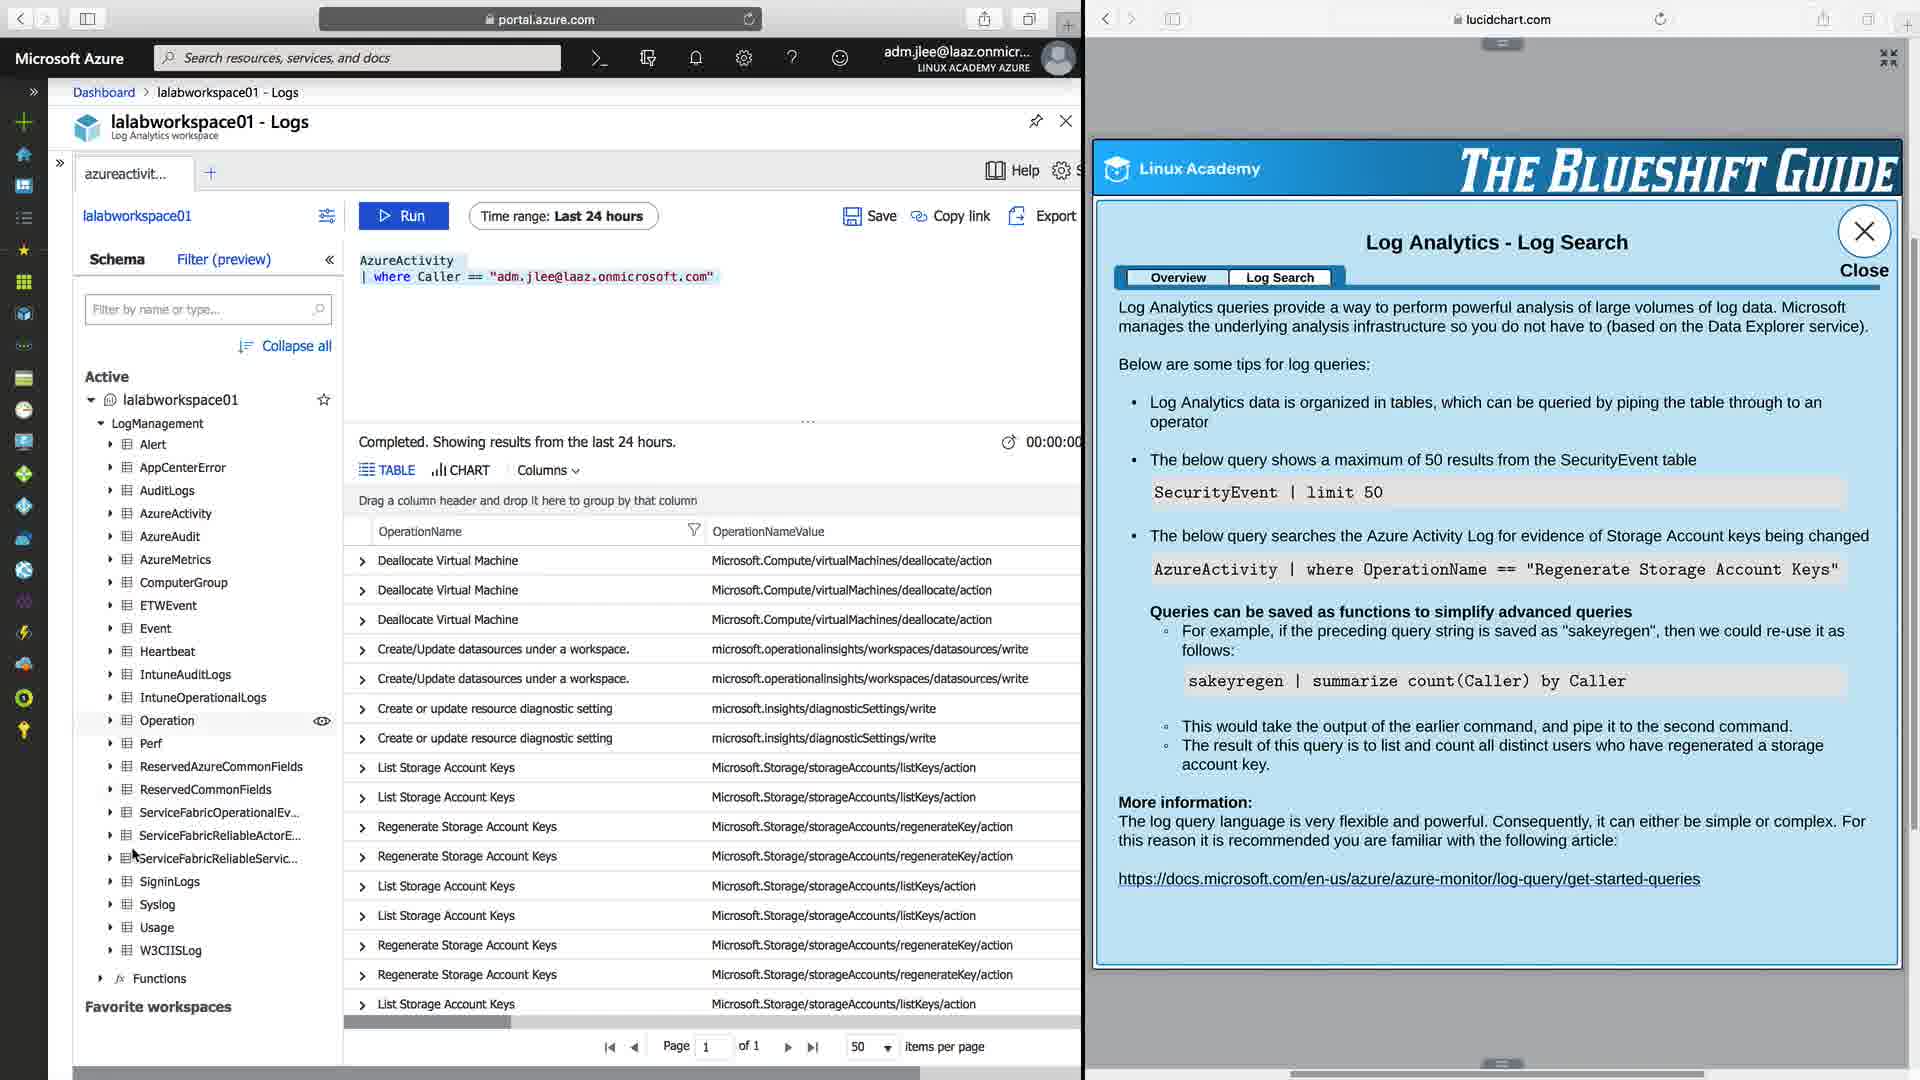 portal.azure.com
Microsoft Azure
Search resources, services, and docs
adm.jlee@laaz.onmicr...
LINUX ACADEMY AZURE
Dashboard > lalabworkspace01 - Logs
lalabworkspace01 - Logs
Log Analytics workspace
azureactivit...
Help
lalabworkspace01
Run
Time range: Last 24 hours
Save
Copy link
Export
Schema
Filter (preview)
AzureActivity
| where Caller == "adm.jlee@laaz.onmicrosoft.com"
Filter by name or type...
Collapse all
Active
lalabworkspace01
LogManagement
Alert
AppCenterError
AuditLogs
AzureActivity
AzureAudit
AzureMetrics
ComputerGroup
ETWEvent
Event
Heartbeat
IntuneAuditLogs
IntuneOperationalLogs
Operation
Perf
ReservedAzureCommonFields
ReservedCommonFields
ServiceFabricOperationalEv...
ServiceFabricReliableActorE...
ServiceFabricReliableServic...
SigninLogs
Syslog
Usage
W3CIISLog
fx Functions
Favorite workspaces
Completed. Showing results from the last 24 hours.
00:00:00
TABLE
CHART
Columns
Drag a column header and drop it here to group by that column
OperationName OperationNameValue
Deallocate Virtual Machine Microsoft.Compute/virtualMachines/deallocate/action
Deallocate Virtual Machine Microsoft.Compute/virtualMachines/deallocate/action
Deallocate Virtual Machine Microsoft.Compute/virtualMachines/deallocate/action
Create/Update datasources under a workspace. microsoft.operationalinsights/workspaces/datasources/write
Create/Update datasources under a workspace. microsoft.operationalinsights/workspaces/datasources/write
Create or update resource diagnostic setting microsoft.insights/diagnosticSettings/write
Create or update resource diagnostic setting microsoft.insights/diagnosticSettings/write
List Storage Account Keys Microsoft.Storage/storageAccounts/listKeys/action
List Storage Account Keys Microsoft.Storage/storageAccounts/listKeys/action
Regenerate Storage Account Keys Microsoft.Storage/storageAccounts/regenerateKey/action
Regenerate Storage Account Keys Microsoft.Storage/storageAccounts/regenerateKey/action
List Storage Account Keys Microsoft.Storage/storageAccounts/listKeys/action
List Storage Account Keys Microsoft.Storage/storageAccounts/listKeys/action
Regenerate Storage Account Keys Microsoft.Storage/storageAccounts/regenerateKey/action
Regenerate Storage Account Keys Microsoft.Storage/storageAccounts/regenerateKey/action
List Storage Account Keys Microsoft.Storage/storageAccounts/listKeys/action
Page 1 of 1
50 items per page
lucidchart.com
Linux Academy
THE BLUESHIFT GUIDE
Log Analytics - Log Search
Close
Overview
Log Search
Log Analytics queries provide a way to perform powerful analysis of large volumes of log data. Microsoft
manages the underlying analysis infrastructure so you do not have to (based on the Data Explorer service).
Below are some tips for log queries:
• Log Analytics data is organized in tables, which can be queried by piping the table through to an
operator
• The below query shows a maximum of 50 results from the SecurityEvent table
SecurityEvent | limit 50
• The below query searches the Azure Activity Log for evidence of Storage Account keys being changed
AzureActivity | where OperationName == "Regenerate Storage Account Keys"
Queries can be saved as functions to simplify advanced queries
◦ For example, if the preceding query string is saved as "sakeyregen", then we could re-use it as
follows:
sakeyregen | summarize count(Caller) by Caller
◦ This would take the output of the earlier command, and pipe it to the second command.
◦ The result of this query is to list and count all distinct users who have regenerated a storage
account key.
More information:
The log query language is very flexible and powerful. Consequently, it can either be simple or complex. For
this reason it is recommended you are familiar with the following article:
https://docs.microsoft.com/en-us/azure/azure-monitor/log-query/get-started-queries